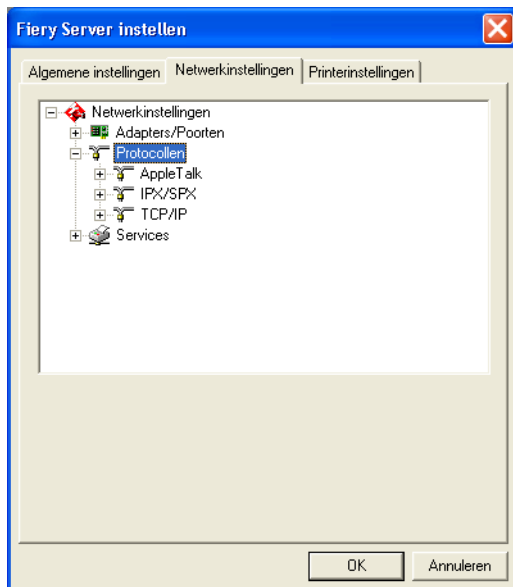 Fiery Server instellen
Algemene instellingen Netwerkinstellingen Printerinstellingen
Netwerkinstellingen
Adapters/Poorten
Protocollen
AppleTalk
IPX/SPX
TCP/IP
Services
OK Annuleren